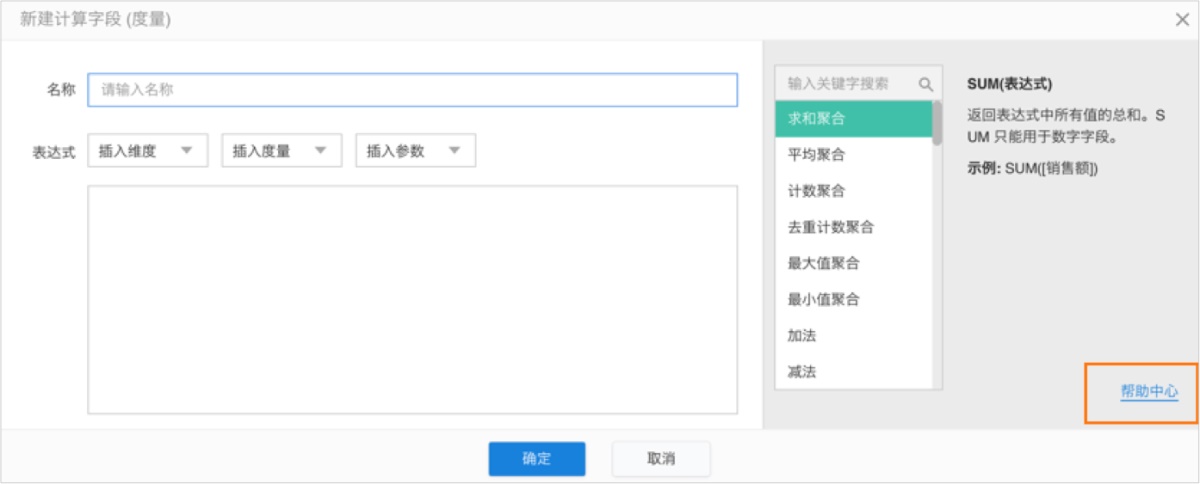 新建计算字段 (度量)
名称
请输入名称
表达式
插入维度
插入度量
插入参数
输入关键字搜索
求和聚合
平均聚合
计数聚合
去重计数聚合
最大值聚合
最小值聚合
加法
减法
SUM(表达式)
返回表达式中所有值的总和。S
UM 只能用于数字字段。
示例: SUM([销售额])
帮助中心
确定
取消